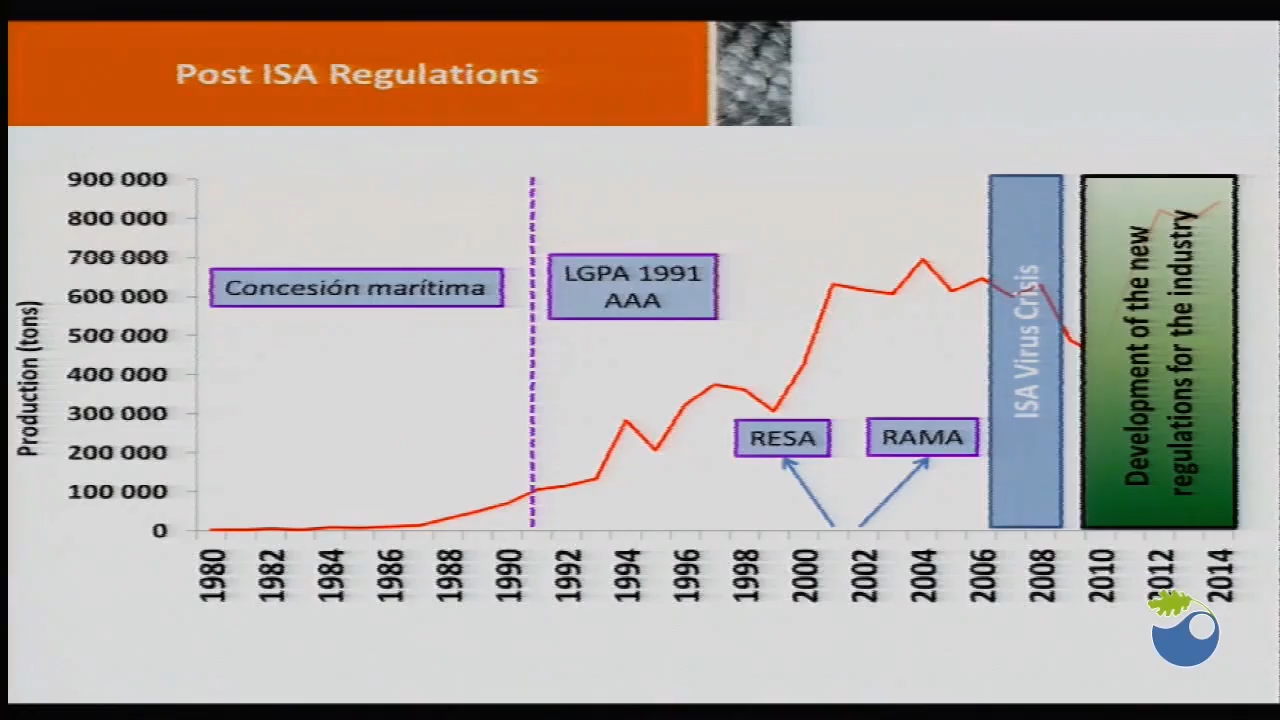 Post ISA Regulations
900 000
800 000
700 000
600 000
500 000
400 000
300 000
200 000
100 000
0
Production (tons)
Concesión marítima
LGPA 1991
AAA
RESA
RAMA
ISA Virus Crisis
Development of the new
regulations for the industry
1980
1982
1984
1986
1988
1990
1992
1994
1996
1998
2000
2002
2004
2006
2008
2010
2012
2014